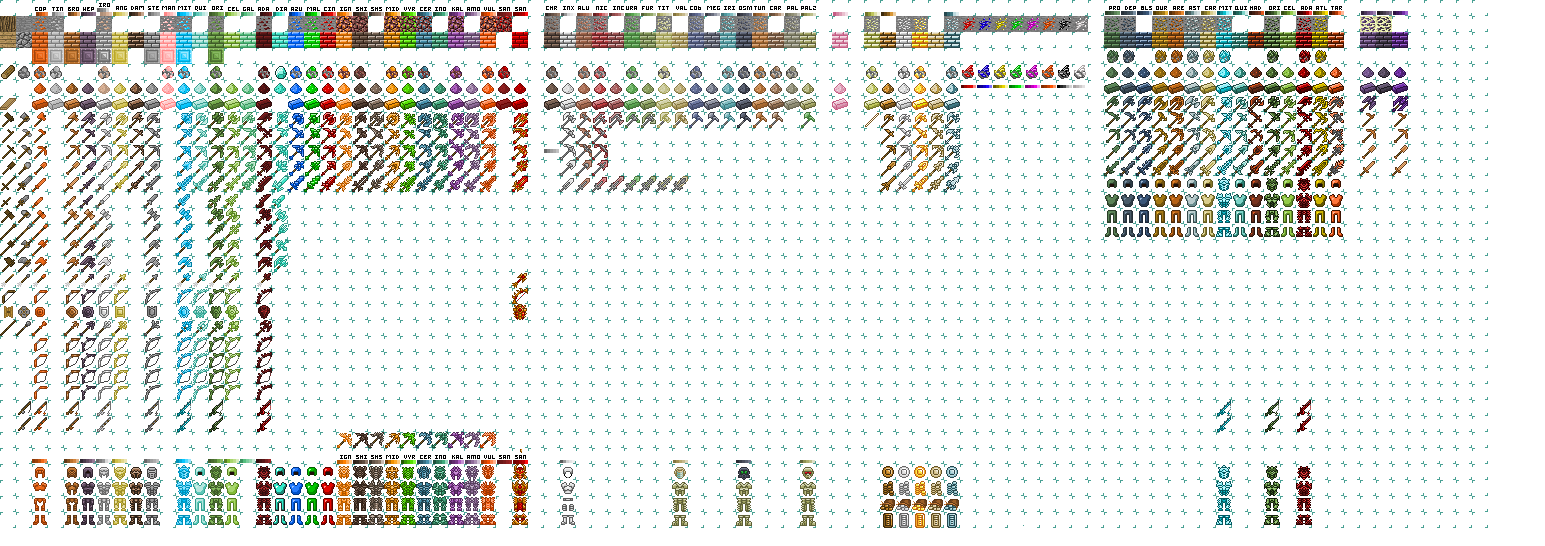 IRO
COP TIN BRO HEP ANG DAM STE MAN MIT QUI ORI CEL GAL ADA DIA AZU MAL CIN IGN SHI SHS MID VYR CER INO KAL AMO VUL SAN SAN
CHR INX ALU NIC INC URA FUR TIT VAL COB MEG IRI OSM TUN CAR PAL PAL2
PRO DEP BLS DUR ARE AST CAR MIT QUI HAD ORI CEL ADA ATL TAR
IGN SHI SHS MID VYR CER INO KAL AMO VUL SAN SAN